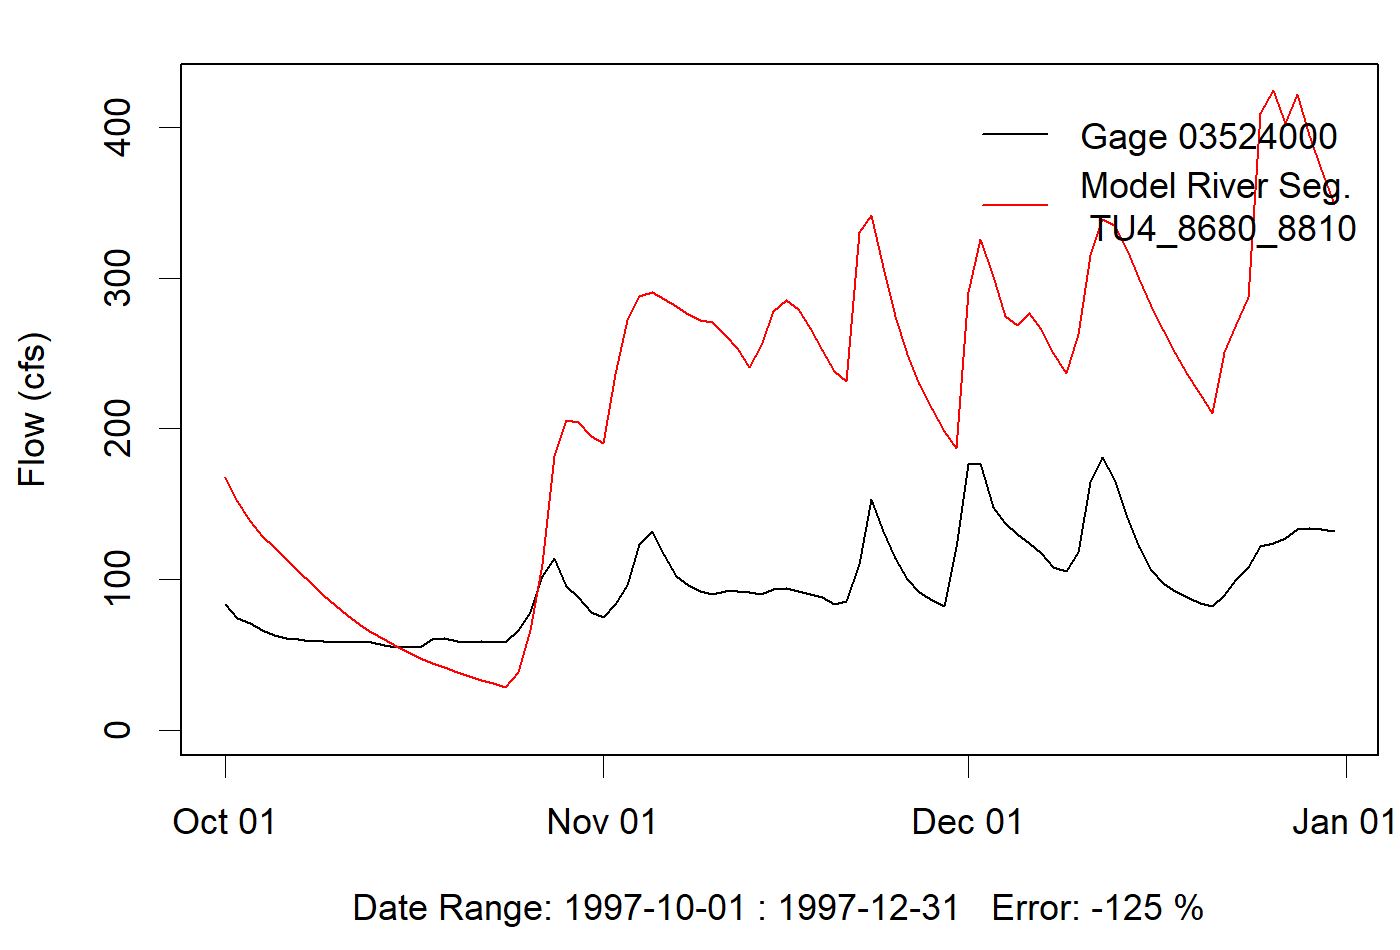 Gage 03524000
Model River Seg.
TU4_8680_8810
Flow (cfs)
400
300
200
100
0
Oct 01
Nov 01
Dec 01
Jan 01
Date Range: 1997-10-01 : 1997-12-31 Error: -125 %